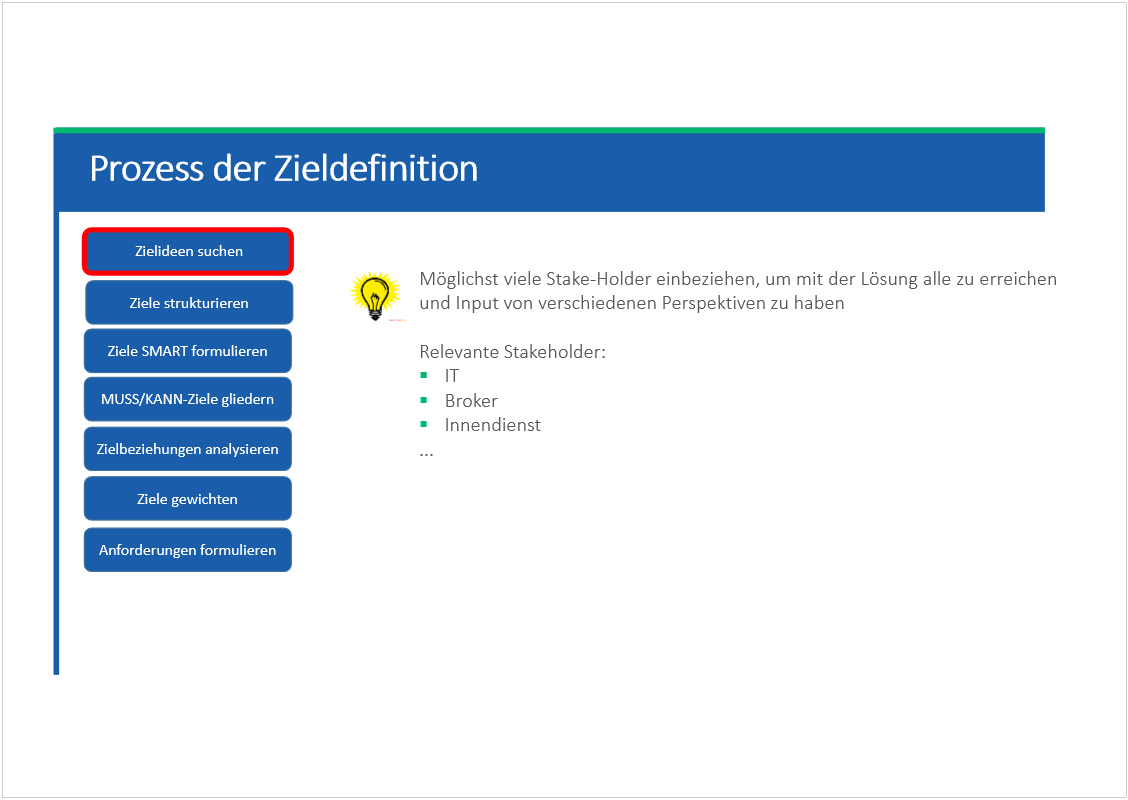 Prozess der Zieldefinition
Zielideen suchen
Ziele strukturieren
Ziele SMART formulieren
MUSS/KANN-Ziele gliedern
Zielbeziehungen analysieren
Ziele gewichten
Anforderungen formulieren
Möglichst viele Stake-Holder einbeziehen, um mit der Lösung alle zu erreichen
und Input von verschiedenen Perspektiven zu haben
Relevante Stakeholder:
▪ IT
▪ Broker
▪ Innendienst
...